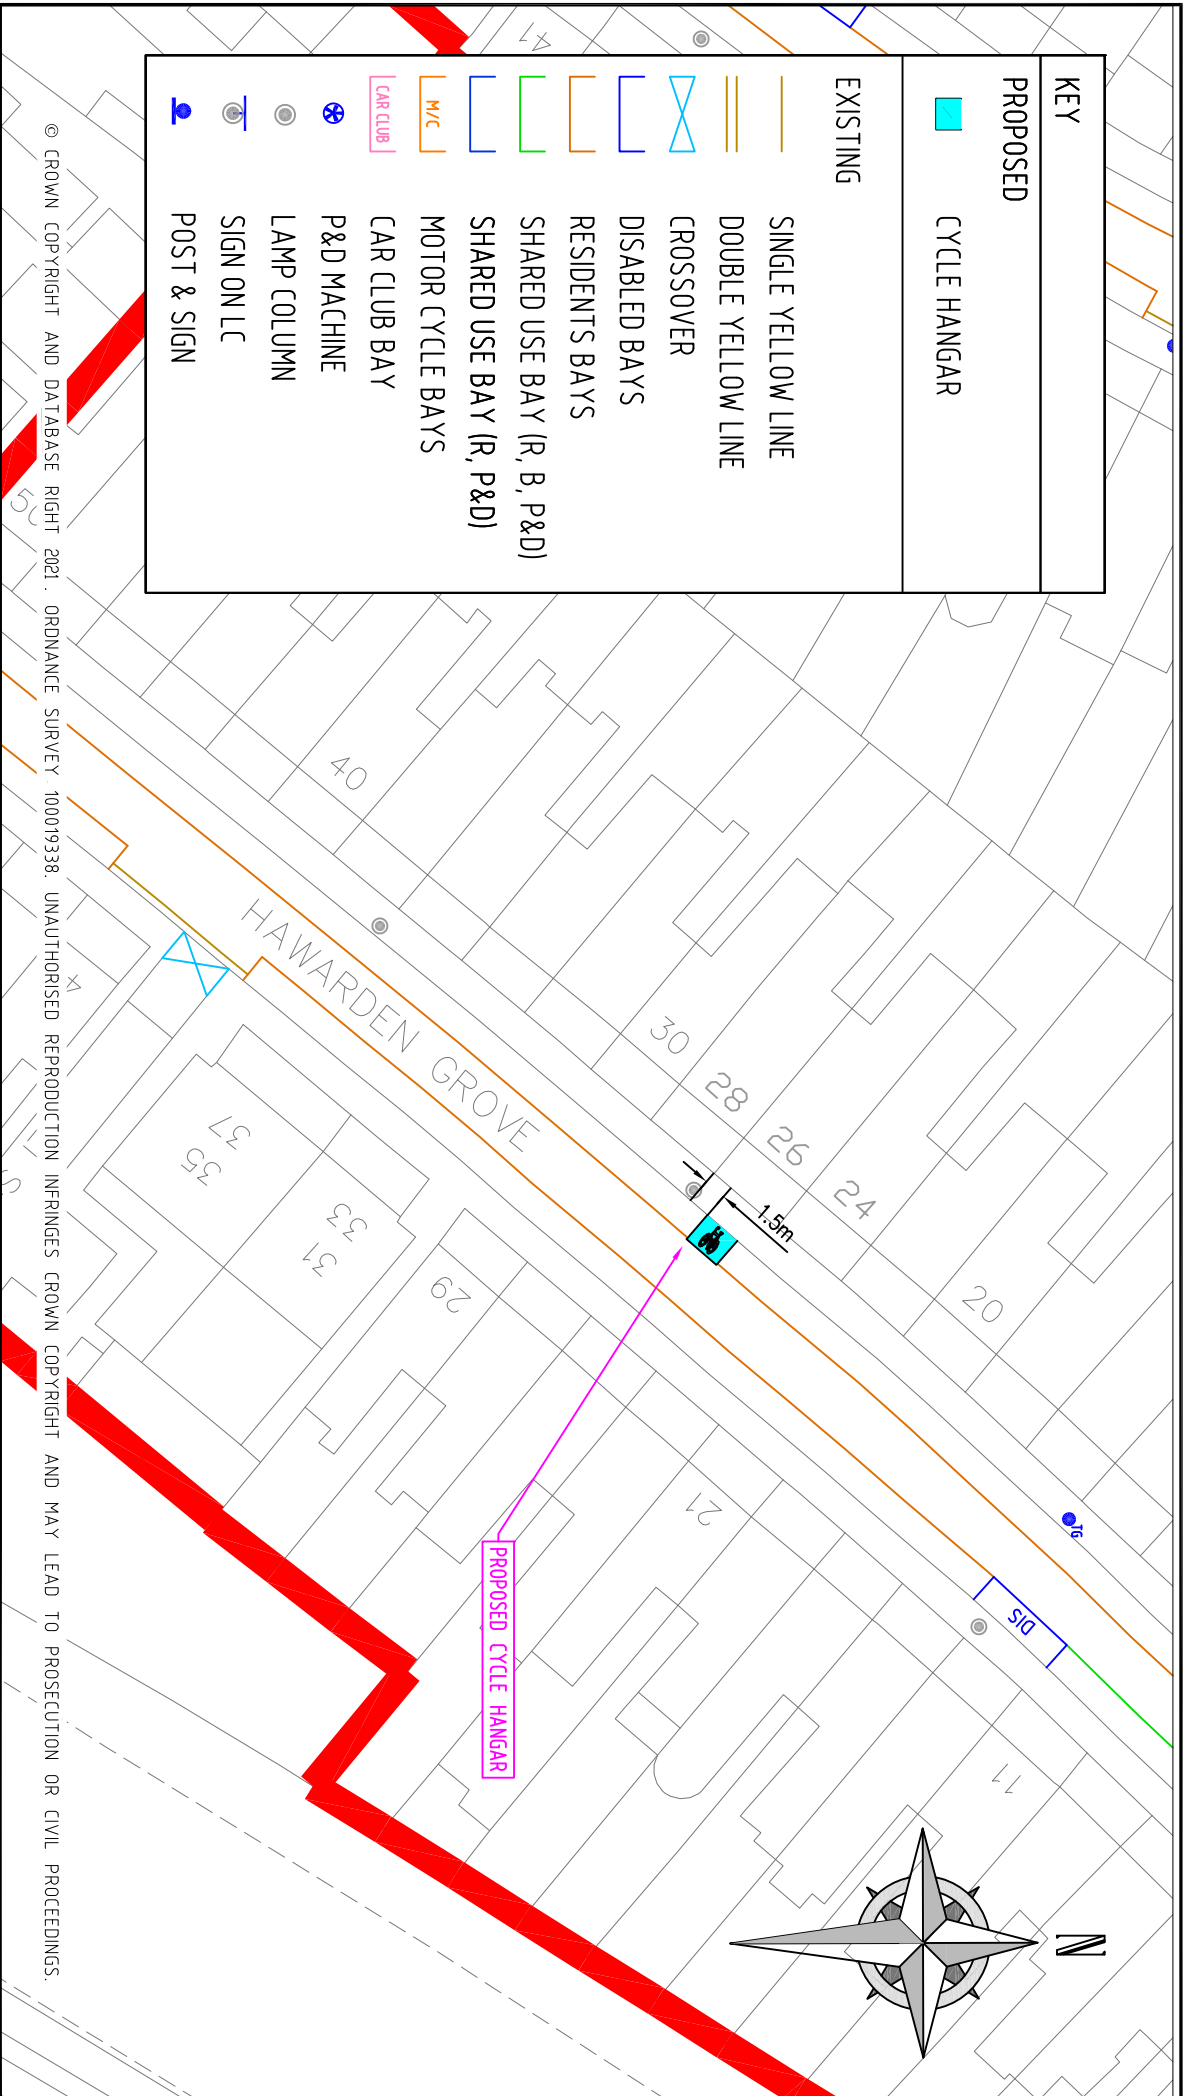 KEY
PROPOSED
CYCLE HANGAR
EXISTING
SINGLE YELLOW LINE
DOUBLE YELLOW LINE
CROSSOVER
DISABLED BAYS
RESIDENTS BAYS
SHARED USE BAY (R, B, P&D)
SHARED USE BAY (R, P&D)
M/C MOTOR CYCLE BAYS
CAR CLUB CAR CLUB BAY
P&D MACHINE
LAMP COLUMN
SIGN ON LC
POST & SIGN
N
41
40
30
28
26
24
20
1.5m
TG
DIS
HAWARDEN GROVE
37
35
33
31
29
21
11
PROPOSED CYCLE HANGAR
© CROWN COPYRIGHT AND DATABASE RIGHT 2021. ORDNANCE SURVEY 100019338. UNAUTHORISED REPRODUCTION INFRINGES CROWN COPYRIGHT AND MAY LEAD TO PROSECUTION OR CIVIL PROCEEDINGS.